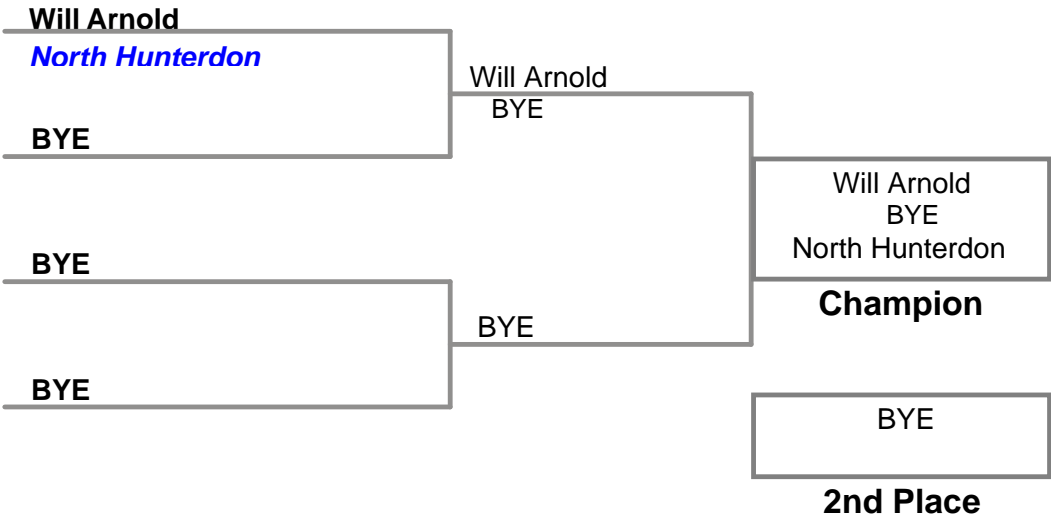 Will Arnold
North Hunterdon
BYE
BYE
BYE
Will Arnold
BYE
BYE
Will Arnold
BYE
North Hunterdon
Champion
BYE
2nd Place